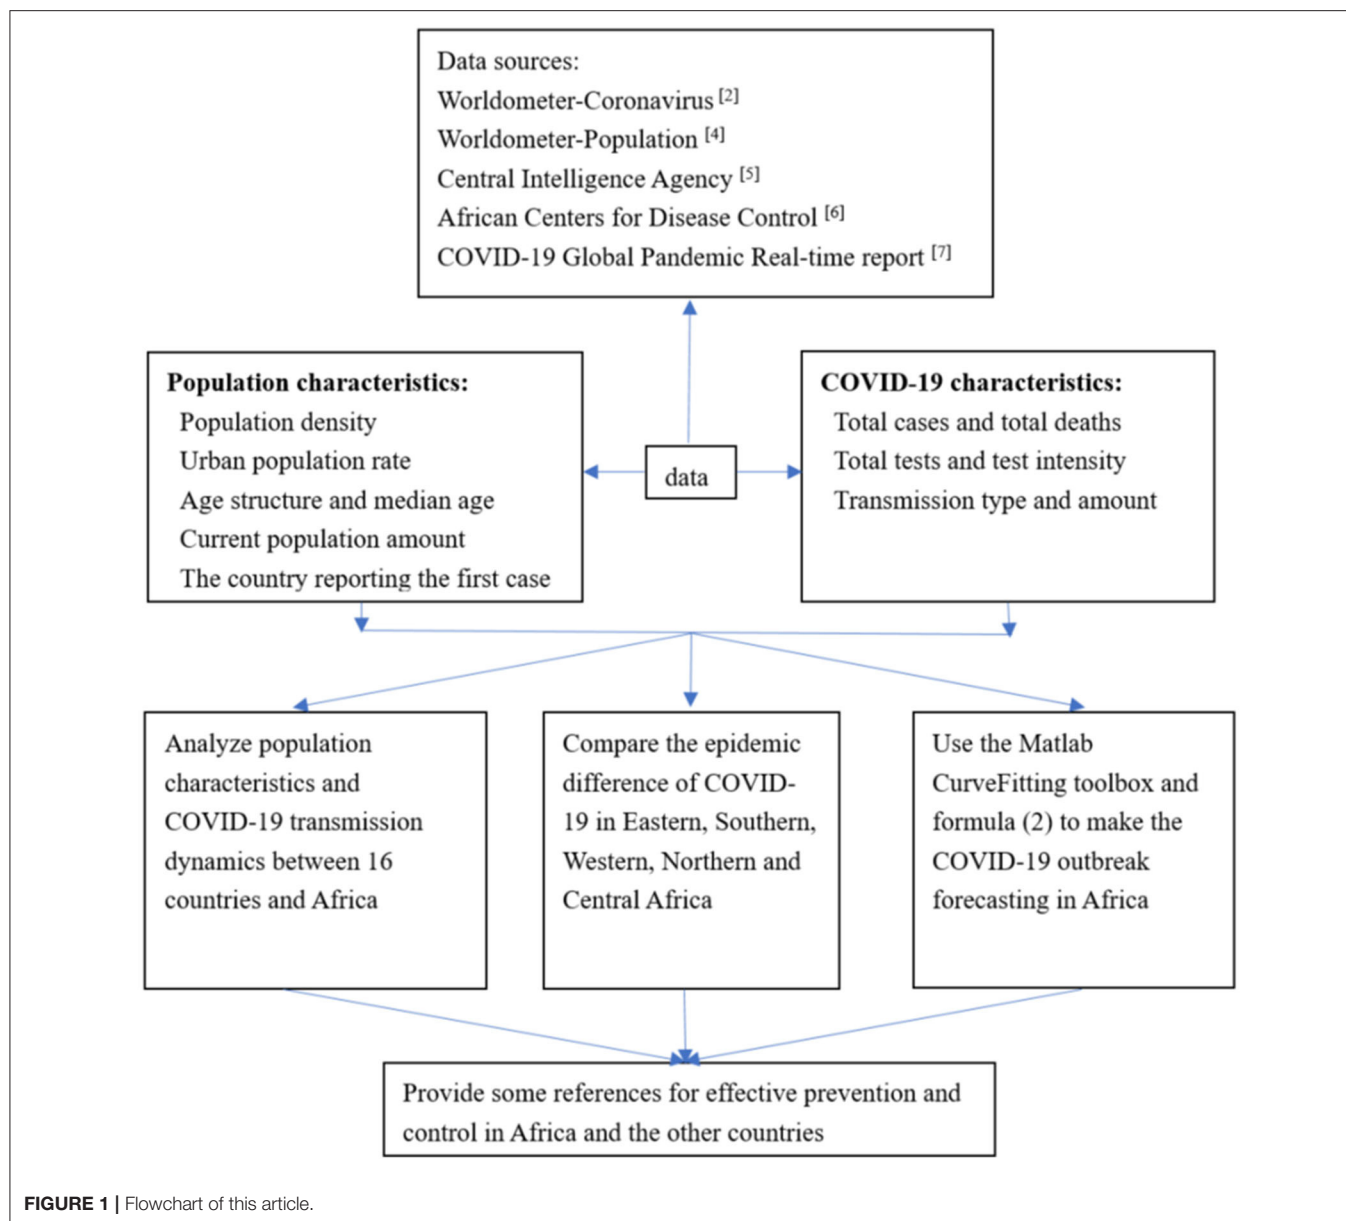 Data sources:
Worldometer-Coronavirus [2]
Worldometer-Population [4]
Central Intelligence Agency [5]
African Centers for Disease Control [6]
COVID-19 Global Pandemic Real-time report [7]
Population characteristics:
Population density
Urban population rate
Age structure and median age
Current population amount
The country reporting the first case
data
COVID-19 characteristics:
Total cases and total deaths
Total tests and test intensity
Transmission type and amount
Analyze population
characteristics and
COVID-19 transmission
dynamics between 16
countries and Africa
Compare the epidemic
difference of COVID-
19 in Eastern, Southern,
Western, Northern and
Central Africa
Use the Matlab
CurveFitting toolbox and
formula (2) to make the
COVID-19 outbreak
forecasting in Africa
Provide some references for effective prevention and
control in Africa and the other countries
FIGURE 1 | Flowchart of this article.